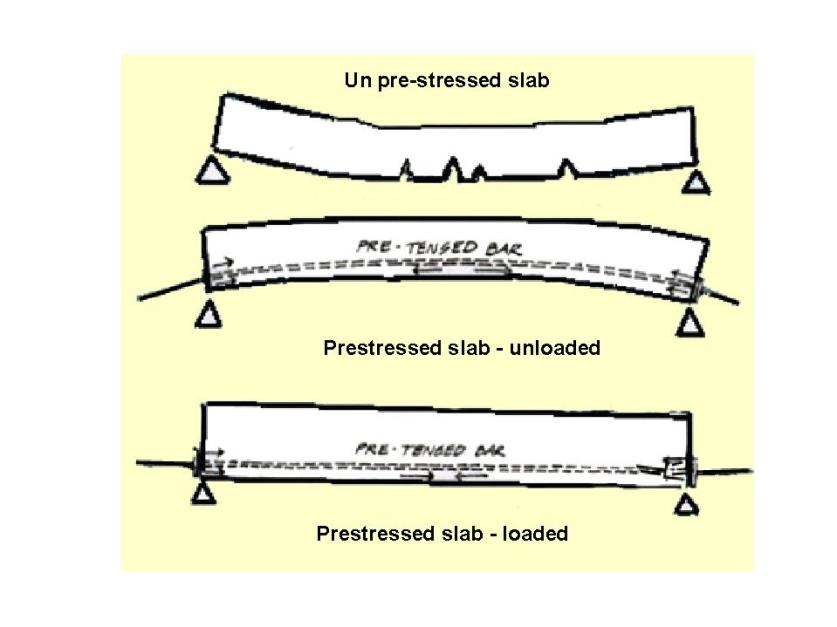 Un pre-stressed slab
PRE-TENSED BAR
Prestressed slab - unloaded
PRE-TENSED BAR
Prestressed slab - loaded